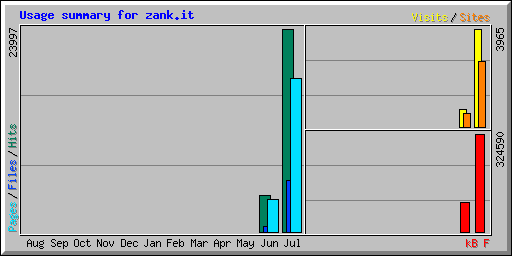 Usage summary for zank.it
Visits/Sites
23997
3965
324590
Pages/Files/Hits
Aug Sep Oct Nov Dec Jan Feb Mar Apr May Jun Jul
kB F